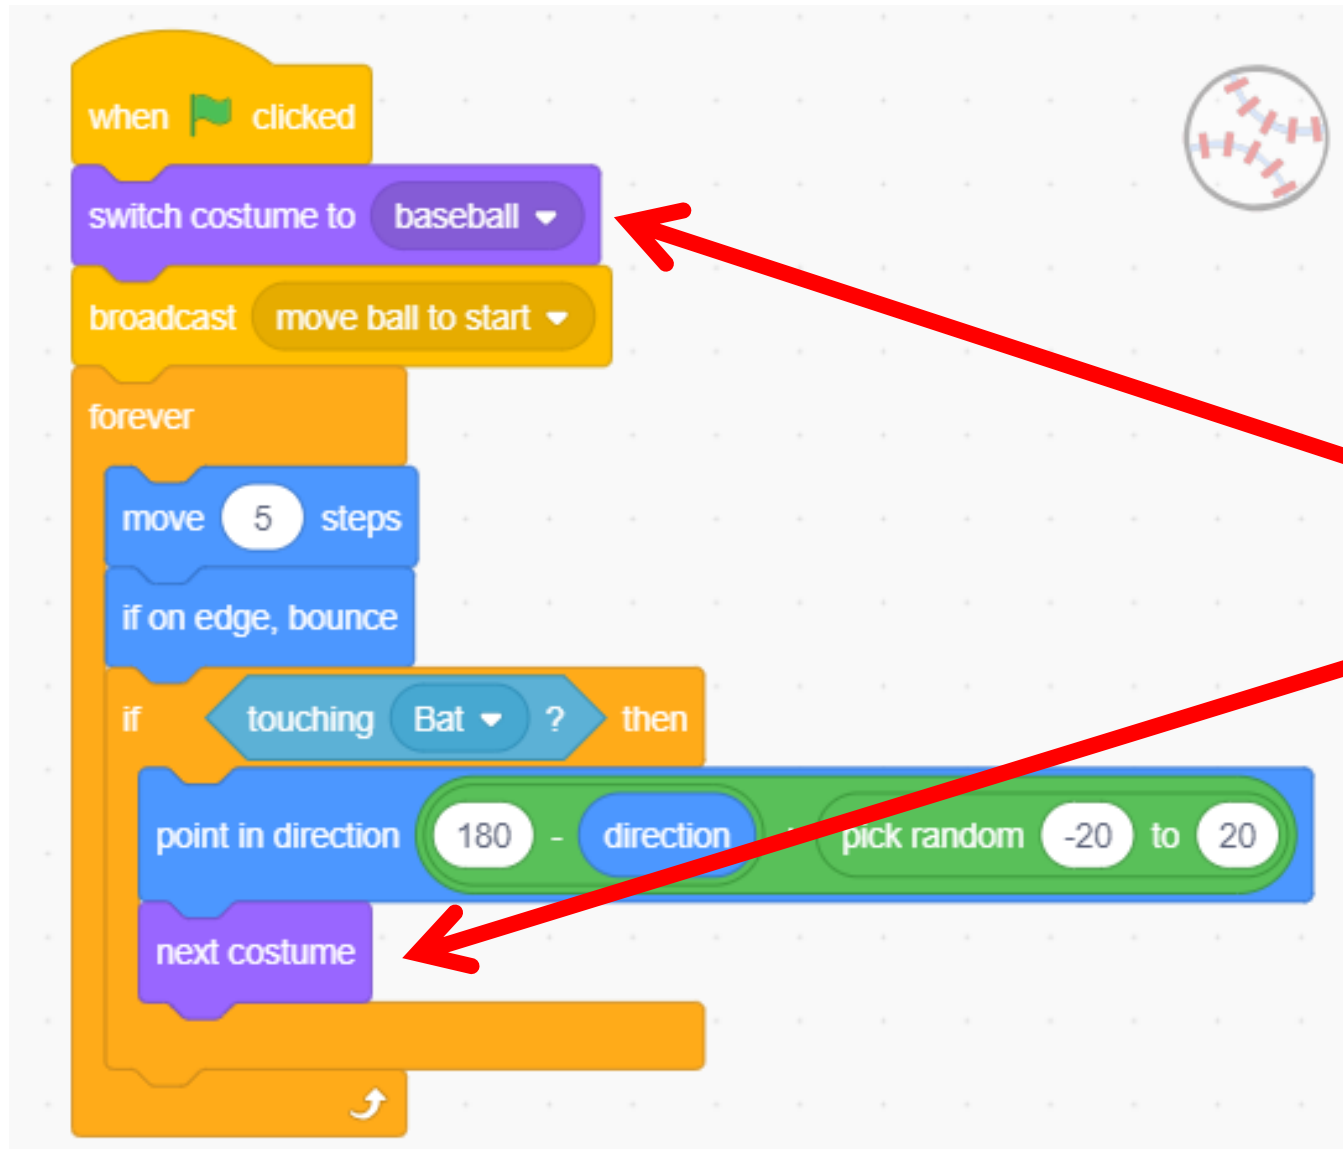 when clicked
switch costume to baseball
broadcast move ball to start
forever
move 5 steps
if on edge, bounce
if touching Bat ? then
point in direction 180 - direction pick random -20 to 20
next costume